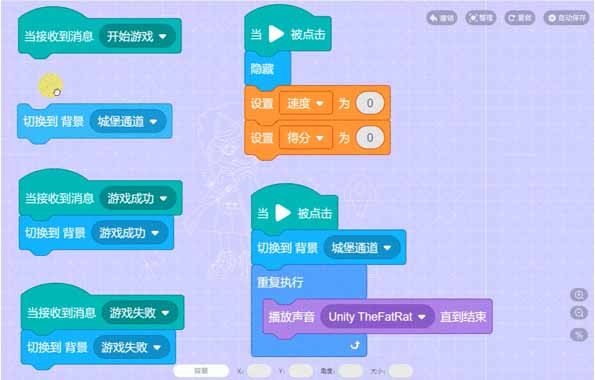 当接收到消息 开始游戏
切换到 背景 城堡通道
当接收到消息 游戏成功
切换到 背景 游戏成功
当接收到消息 游戏失败
切换到 背景 游戏失败
当 被点击
隐藏
设置 速度 为 0
设置 得分 为 0
当 被点击
切换到 背景 城堡通道
重复执行
播放声音 Unity TheFatRat 直到结束
撤销 整理 重做 自动保存
背景 X: Y: 角度: 大小: